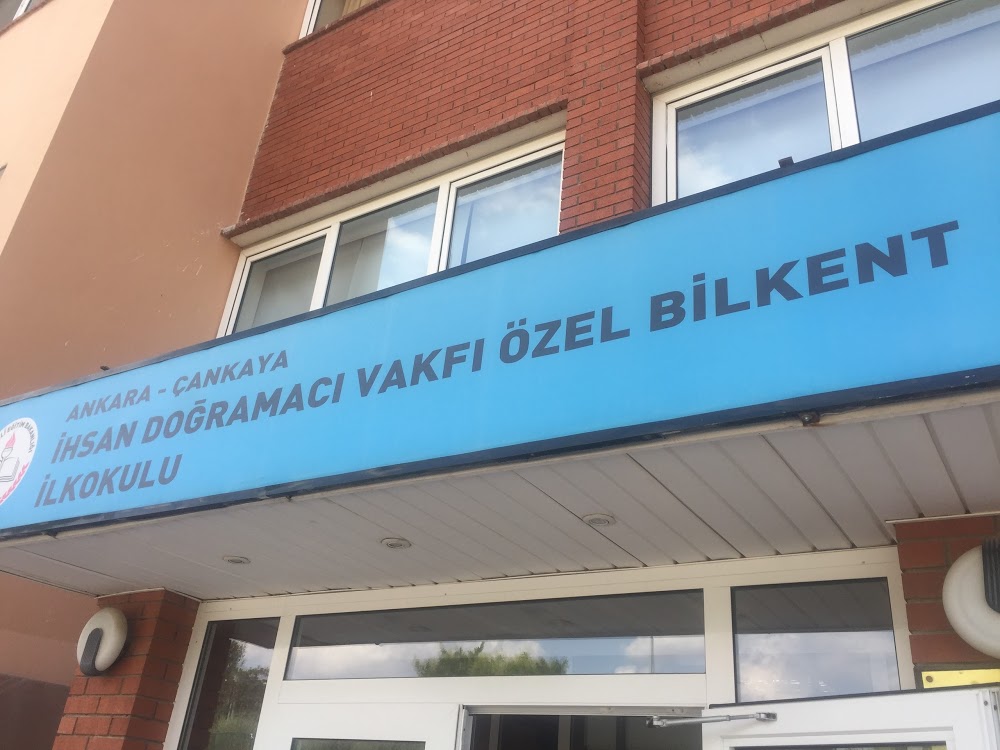 ANKARA - ÇANKAYA
İHSAN DOĞRAMACI VAKFI ÖZEL BİLKENT
İLKOKULU